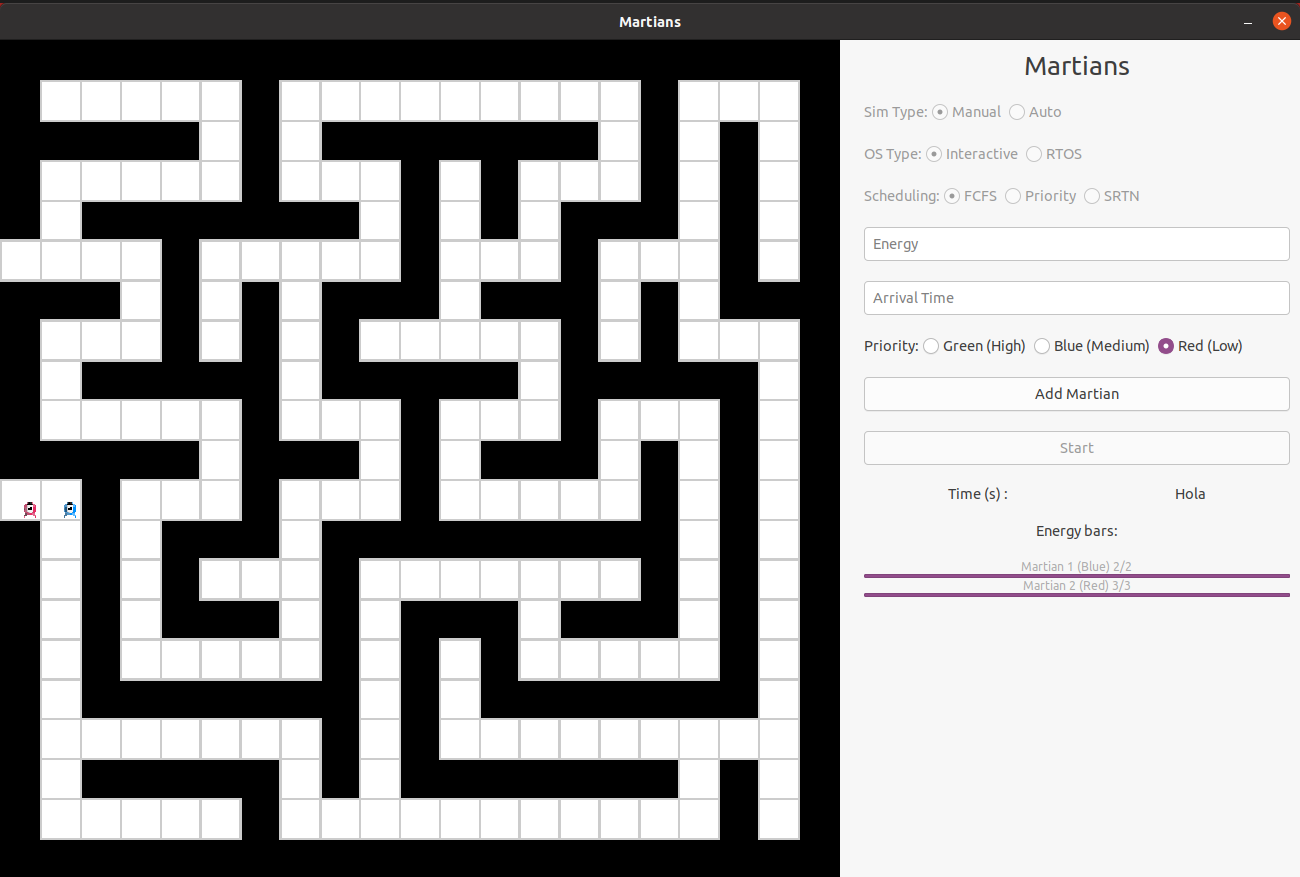 Martians
Martians
Sim Type: Manual Auto
OS Type: Interactive RTOS
Scheduling: FCFS Priority SRTN
Energy
Arrival Time
Priority: Green (High) Blue (Medium) Red (Low)
Add Martian
Start
Time (s) : Hola
Energy bars:
Martian 1 (Blue) 2/2
Martian 2 (Red) 3/3